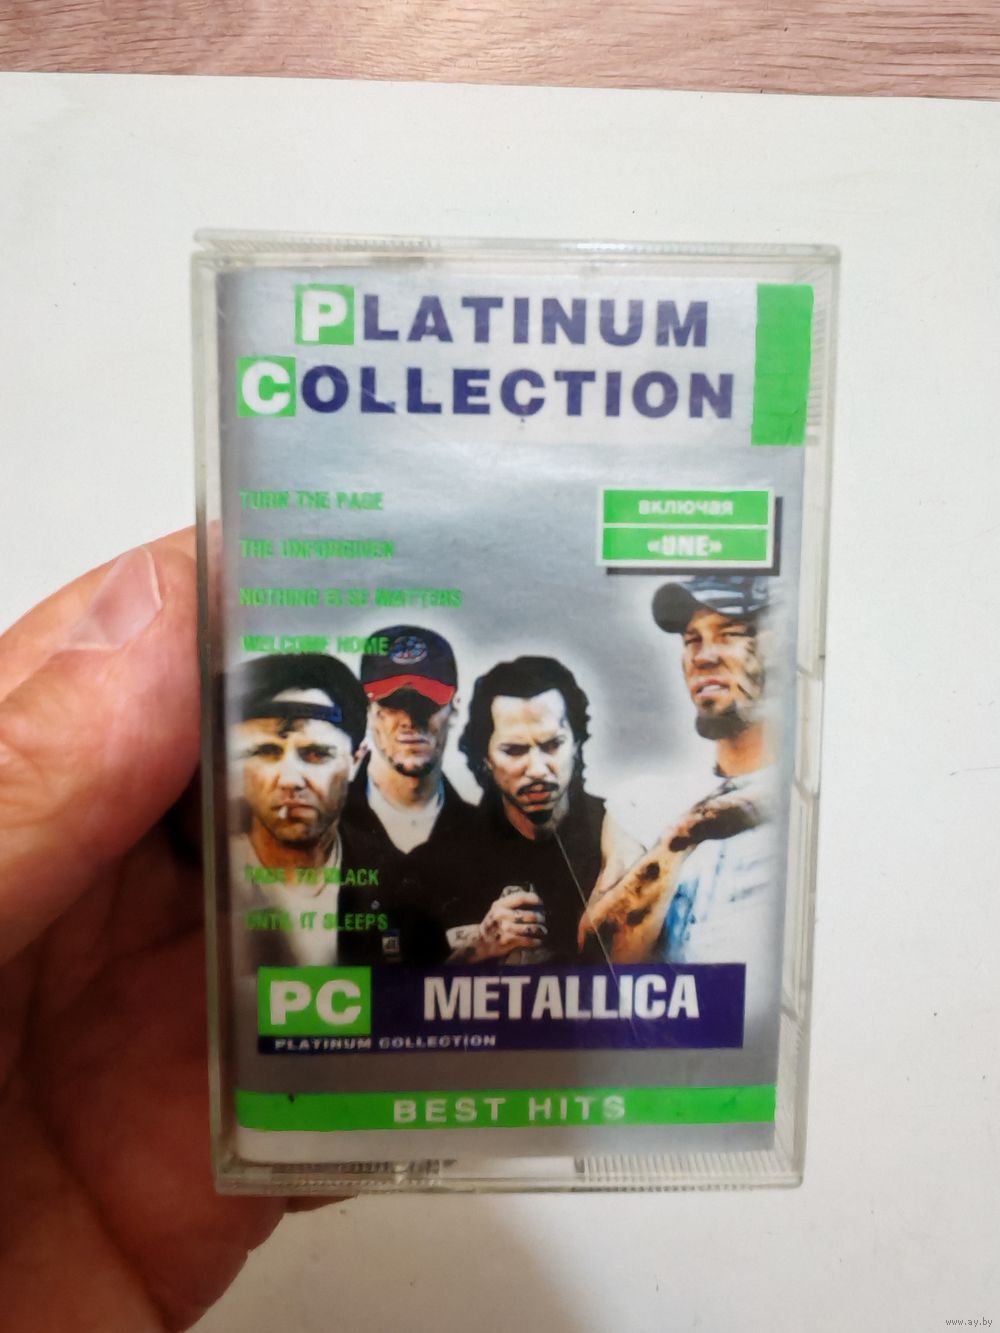 PLATINUM
COLLECTION
TURN THE PAGE
включая
THE UNFORGIVEN
«ONE»
NOTHING ELSE MATTERS
WELCOME HOME
FADE TO BLACK
UNTIL IT SLEEPS
PC
METALLICA
PLATINUM COLLECTION
BEST HITS
www.ay.by